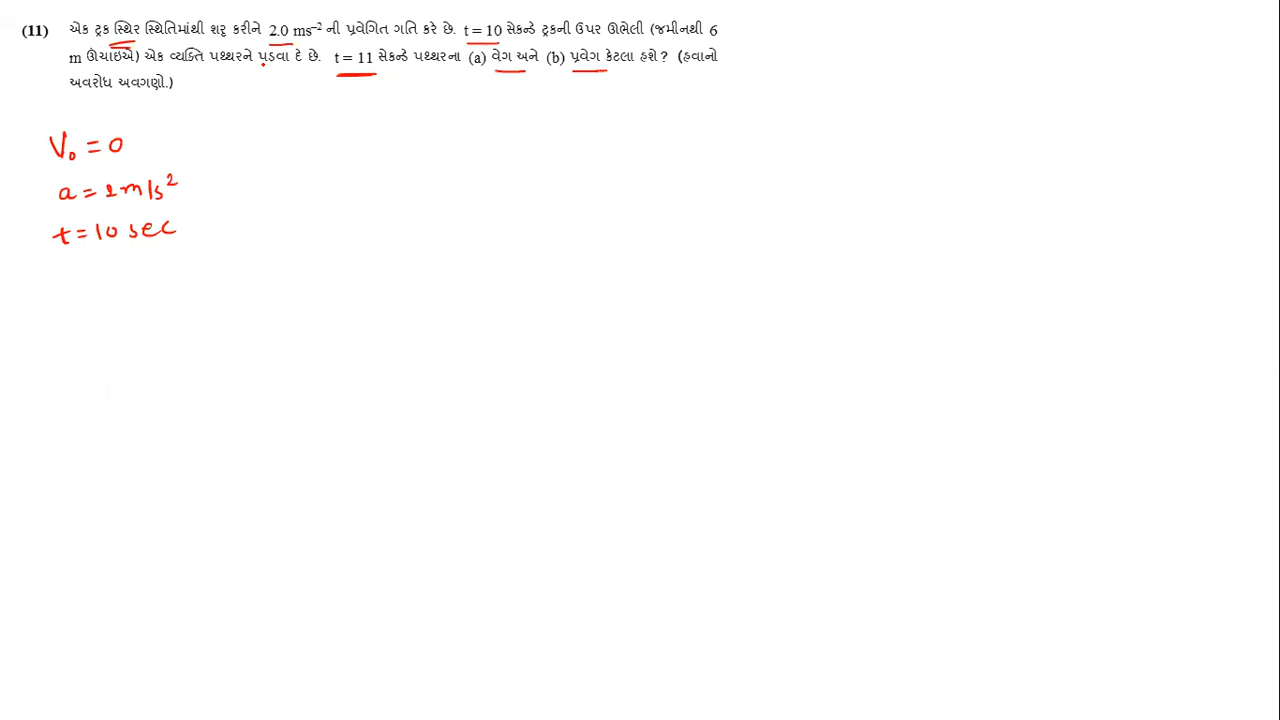 (11) એક ટ્રક સ્થિર સ્થિતિમાંથી શરૂ કરીને 2.0 ms⁻² ની પ્રવેગિત ગતિ કરે છે. t = 10 સેકન્ડે ટ્રકની ઉપર ઊભેલી (જમીનથી 6
m ઊંચાઇએ) એક વ્યક્તિ પથ્થરને પડવા દે છે. t = 11 સેકન્ડે પથ્થરના (a) વેગ અને (b) પ્રવેગ કેટલા હશે ? (હવાનો
અવરોધ અવગણો.)
V₀ = 0
a = 2 m/s²
t = 10 sec